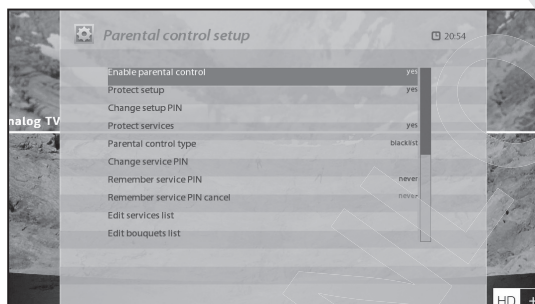 Parental control setup
20:54
Enable parental control yes
Protect setup yes
Change setup PIN
nalog TV
Protect services yes
Parental control type blacklist
Change service PIN
Remember service PIN never
Remember service PIN cancel never
Edit services list
Edit bouquets list
HD +